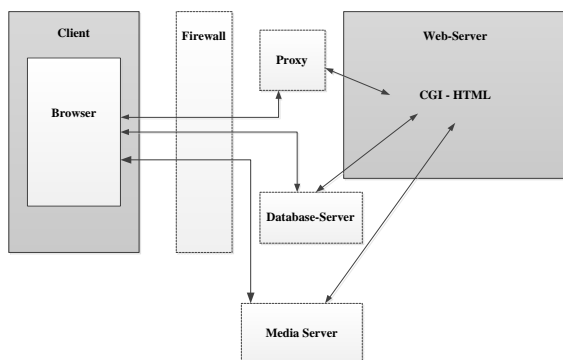 Client
Firewall
Proxy
Web-Server
Browser
CGI - HTML
Database-Server
Media Server